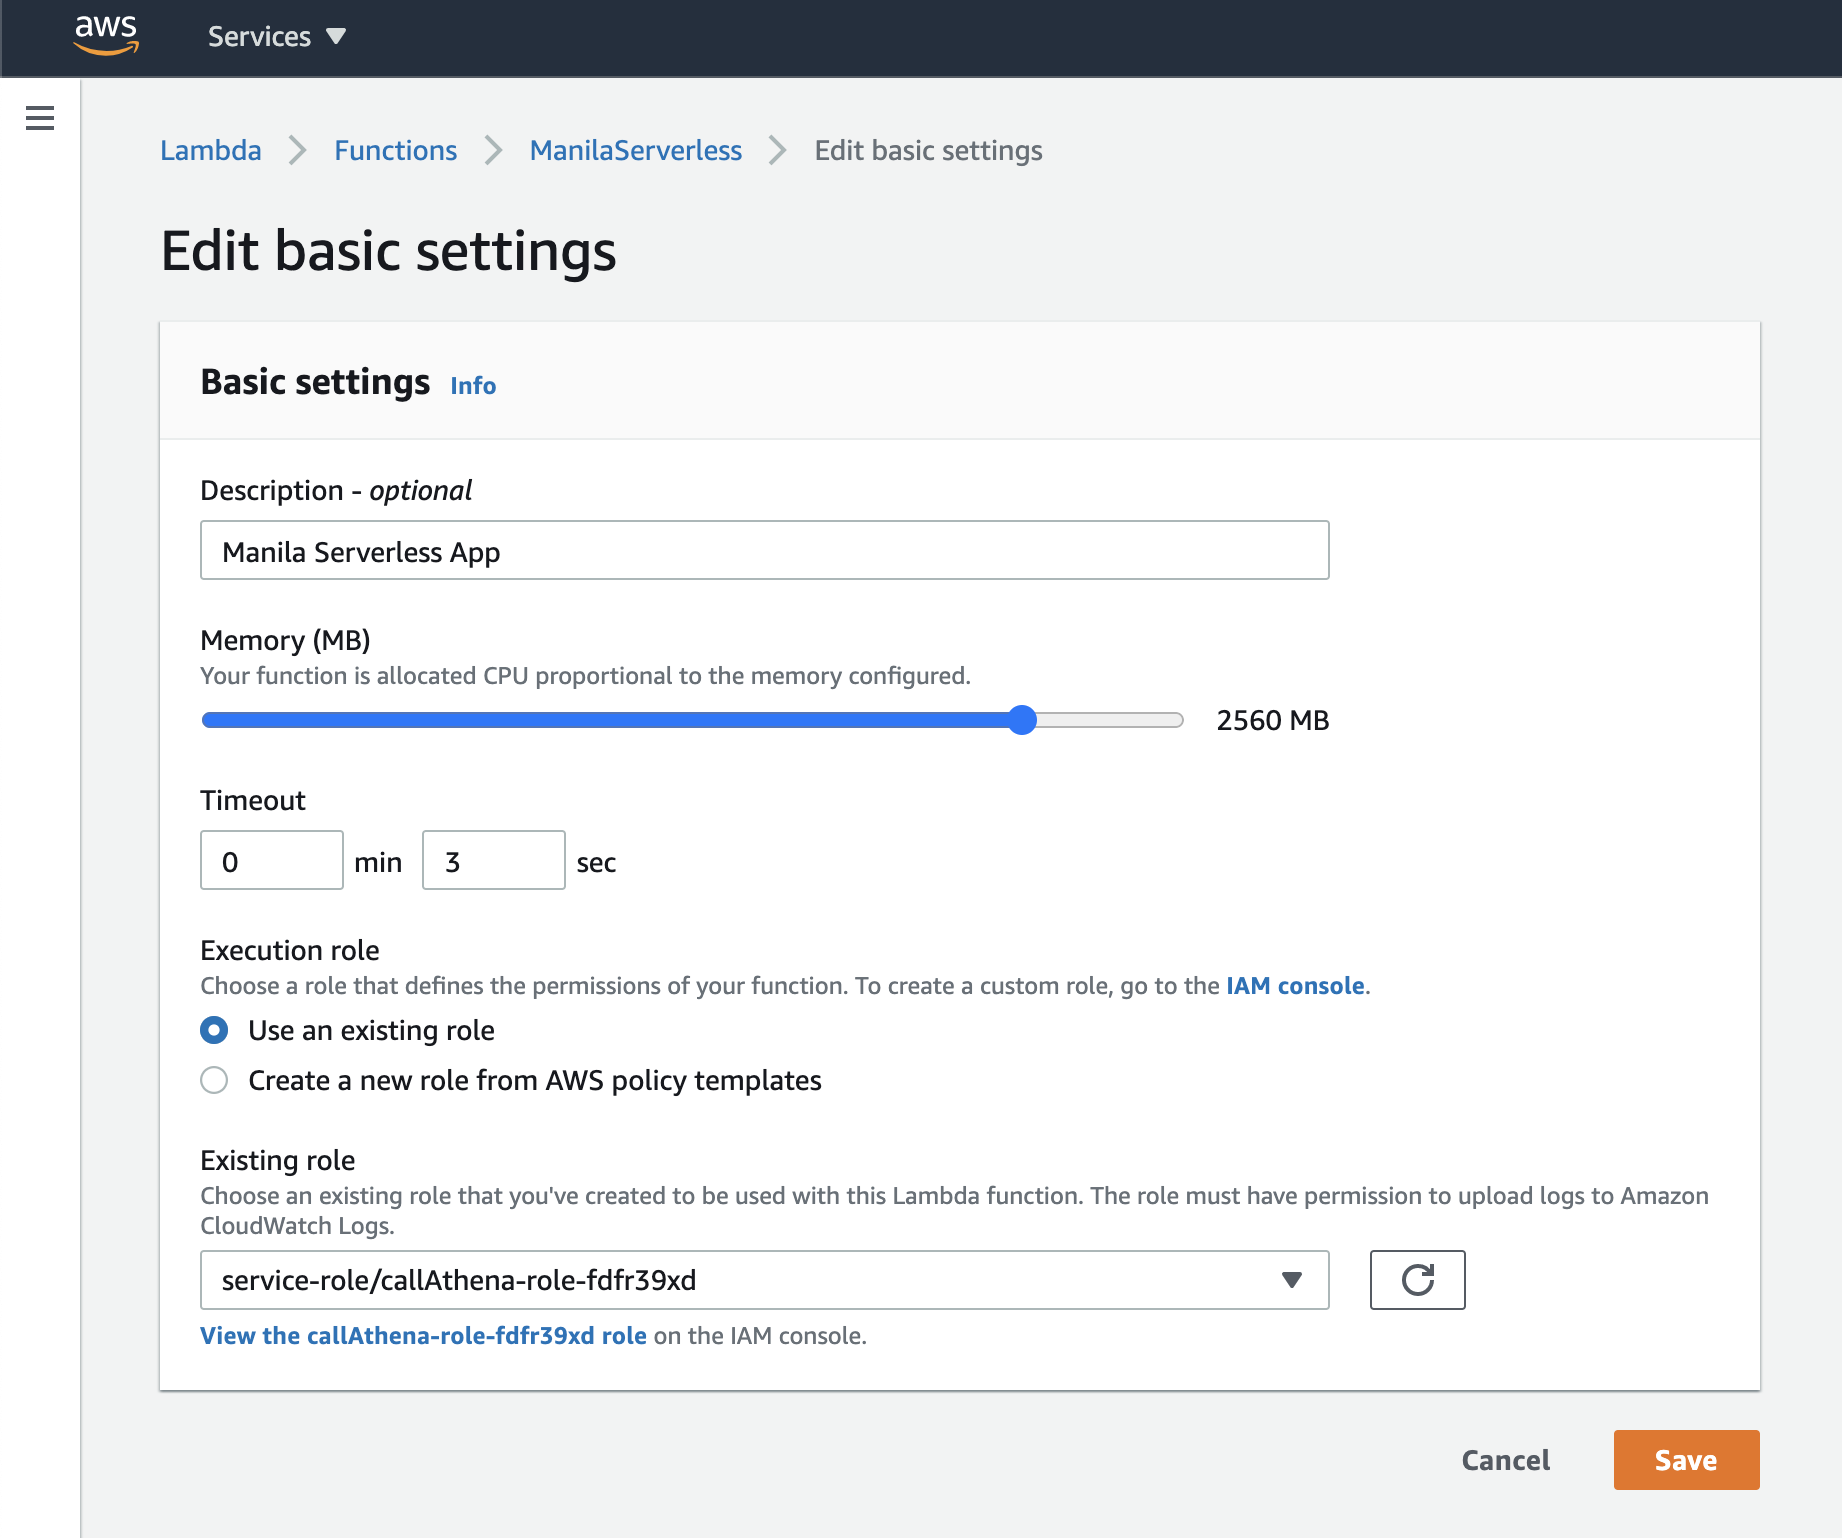 aws Services
Lambda Functions ManilaServerless Edit basic settings
Edit basic settings
Basic settings Info
Description - optional
Manila Serverless App
Memory (MB)
Your function is allocated CPU proportional to the memory configured.
2560 MB
Timeout
0 min 3 sec
Execution role
Choose a role that defines the permissions of your function. To create a custom role, go to the IAM console.
Use an existing role
Create a new role from AWS policy templates
Existing role
Choose an existing role that you've created to be used with this Lambda function. The role must have permission to upload logs to Amazon
CloudWatch Logs.
service-role/callAthena-role-fdfr39xd
View the callAthena-role-fdfr39xd role on the IAM console.
Cancel Save